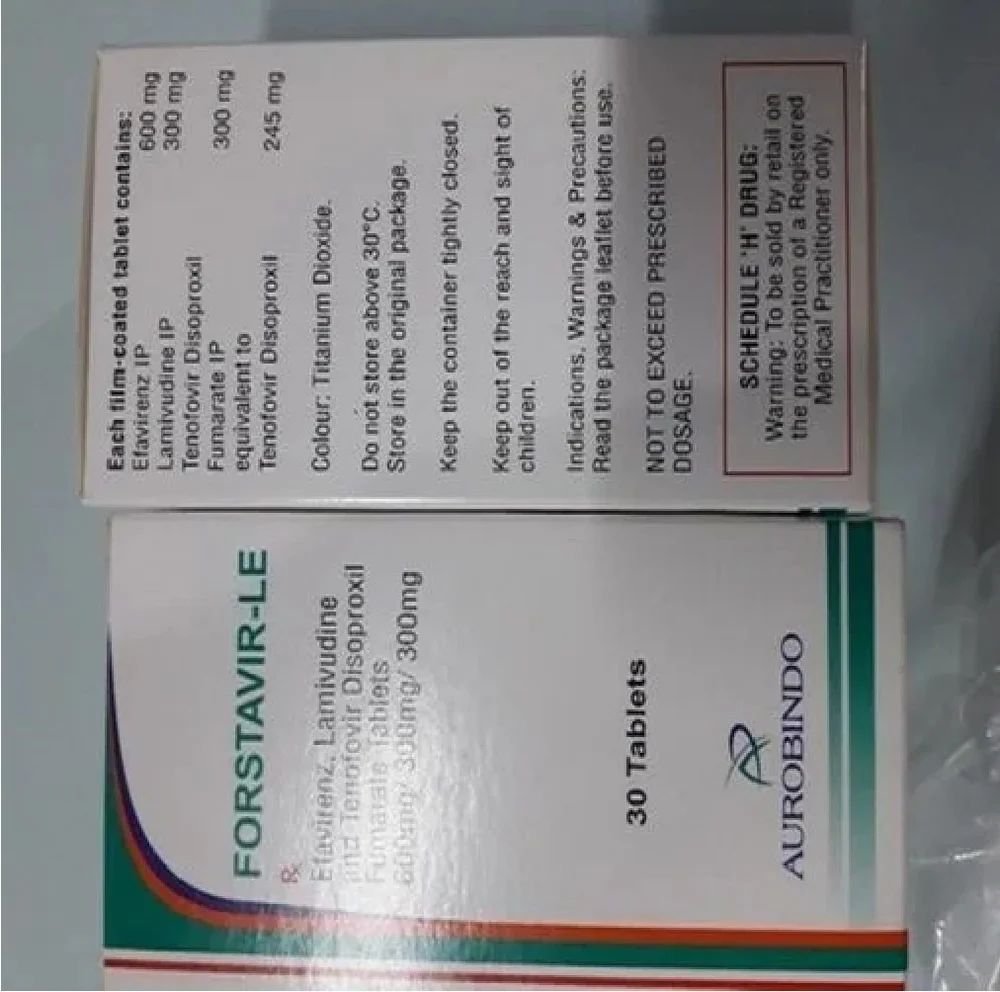 Each film-coated tablet contains:
Efavirenz IP 600 mg
Lamivudine IP 300 mg
Tenofovir Disoproxil
Fumarate IP 300 mg
equivalent to
Tenofovir Disoproxil 245 mg
Colour: Titanium Dioxide.
Do not store above 30°C.
Store in the original package.
Keep the container tightly closed.
Keep out of the reach and sight of
children.
Indications, Warnings & Precautions:
Read the package leaflet before use.
NOT TO EXCEED PRESCRIBED
DOSAGE.
SCHEDULE 'H' DRUG:
Warning: To be sold by retail on
the prescription of a Registered
Medical Practitioner only.
FORSTAVIR-LE
Rx
Efavirenz, Lamivudine
and Tenofovir Disoproxil
Fumarate Tablets
600mg/ 300mg/ 300mg
30 Tablets
AUROBINDO